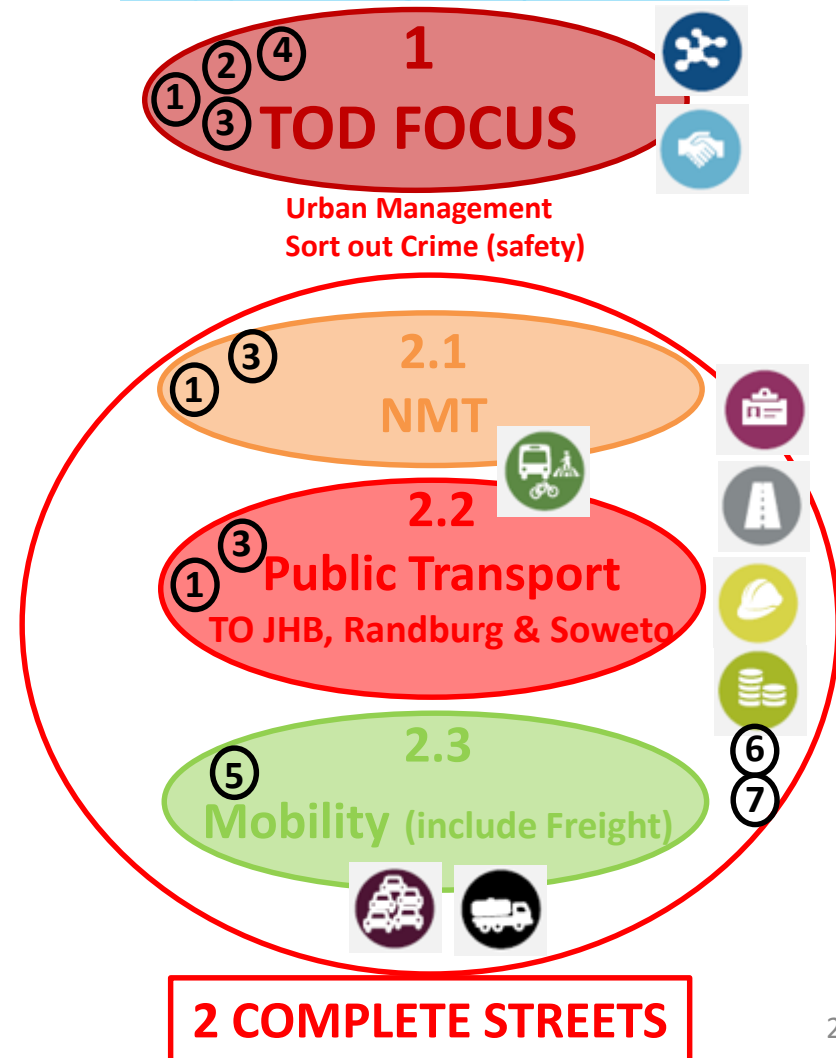 1
2
4
1
3
TOD FOCUS
Urban Management
Sort out Crime (safety)
2.1
3
1
NMT
2.2
3
1
Public Transport
TO JHB, Randburg & Soweto
2.3
5
6
7
Mobility (include Freight)
2 COMPLETE STREETS
2